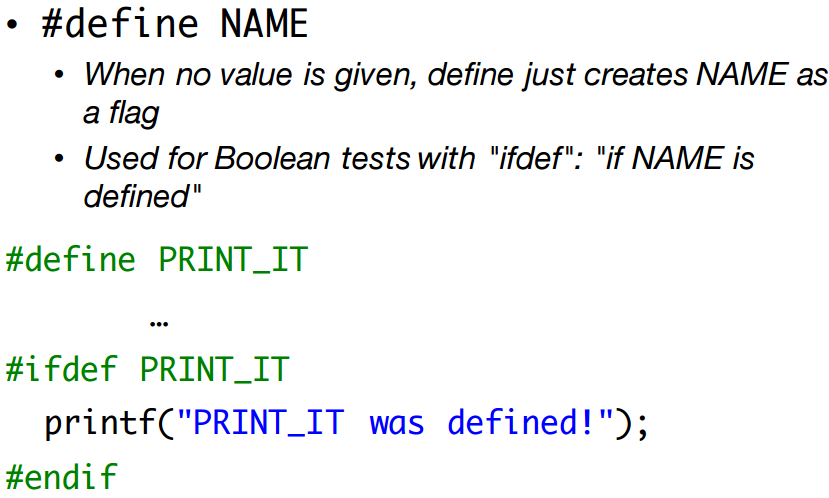 • #define NAME
• When no value is given, define just creates NAME as
a flag
• Used for Boolean tests with "ifdef": "if NAME is
defined"
#define PRINT_IT
…
#ifdef PRINT_IT
printf("PRINT_IT was defined!");
#endif